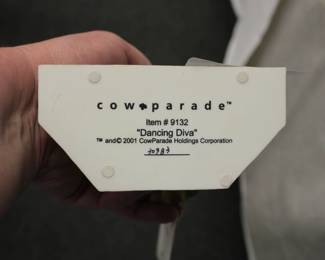 cowparade™
Item # 9132
"Dancing Diva"
™ and © 2001 CowParade Holdings Corporation